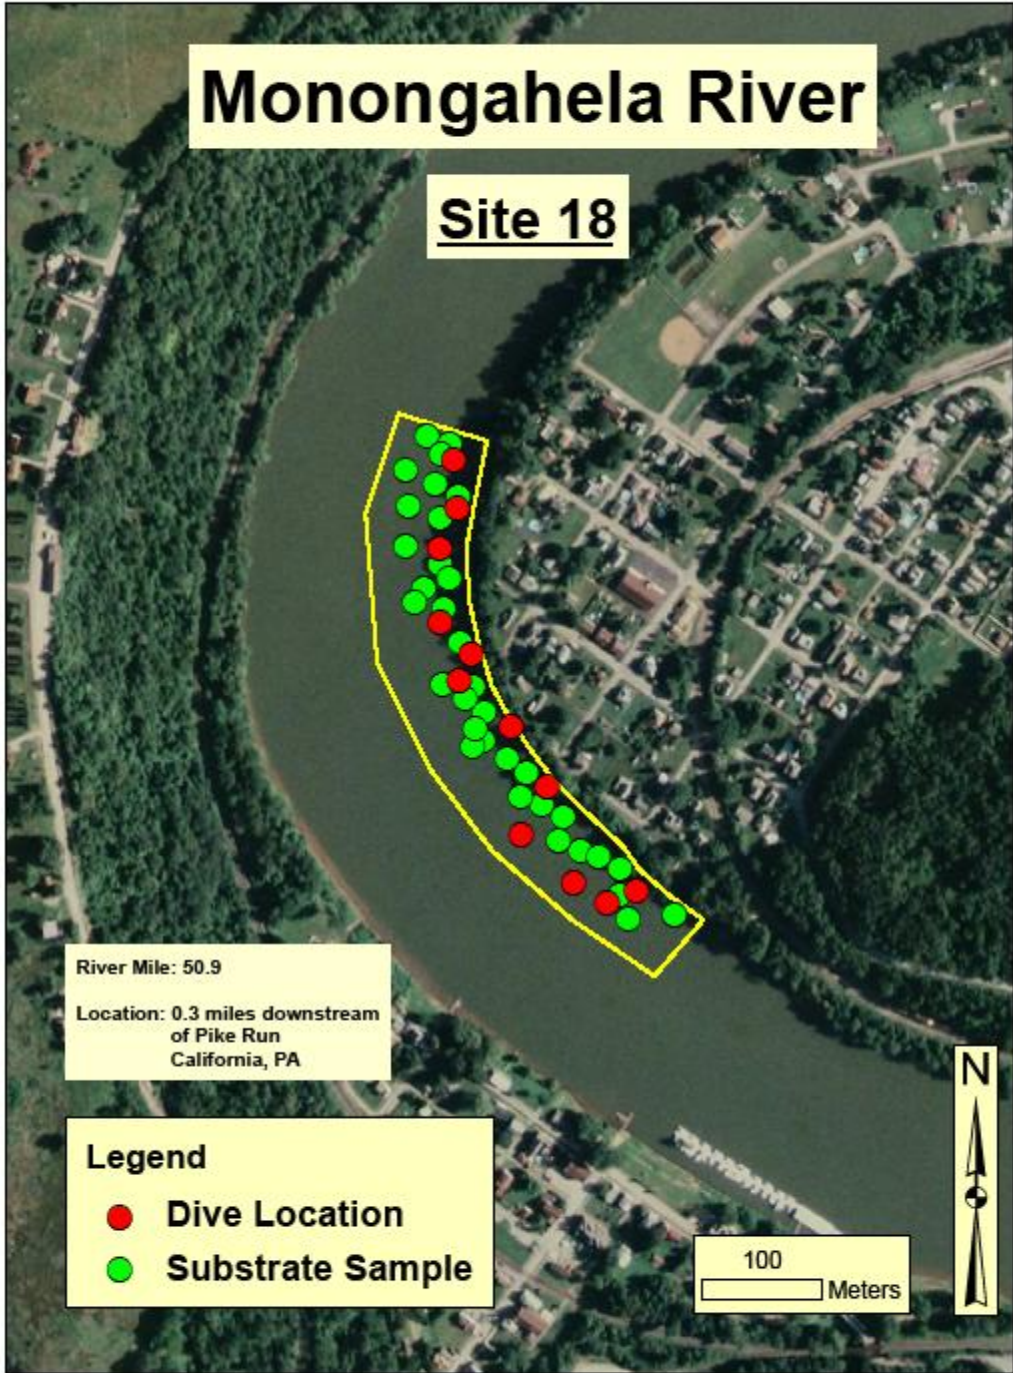 Monongahela River
Site 18
River Mile: 50.9
Location: 0.3 miles downstream
of Pike Run
California, PA
Legend
Dive Location
Substrate Sample
N
100
Meters